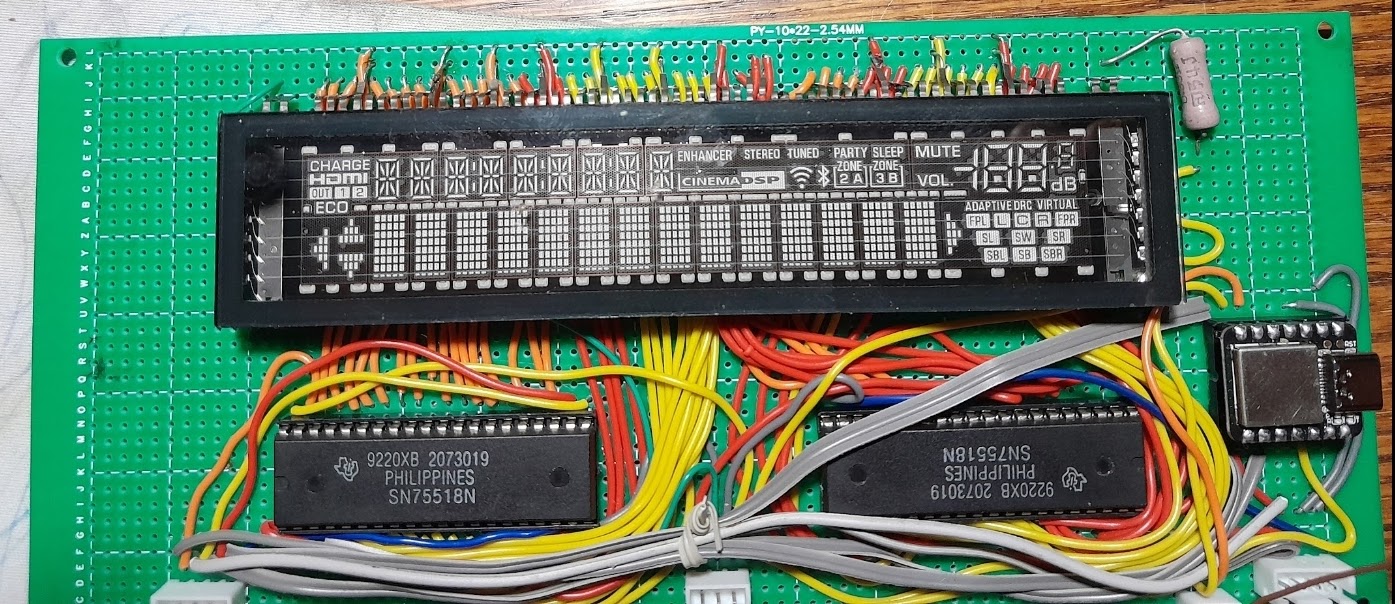 PY-10*22-2.54MM
CHARGE
HDMI
OUT 1 2
ECO
ENHANCER STEREO TUNED
CINEMA DSP
PARTY SLEEP
ZONE ZONE
2 A 3 B
MUTE
VOL.
dB
ADAPTIVE DRC VIRTUAL
FPL L C R FPR
SL SW SR
SBL SB SBR
RST
9220XB 2073019
PHILIPPINES
SN75518N
9220XB 2073019
PHILIPPINES
SN75518N